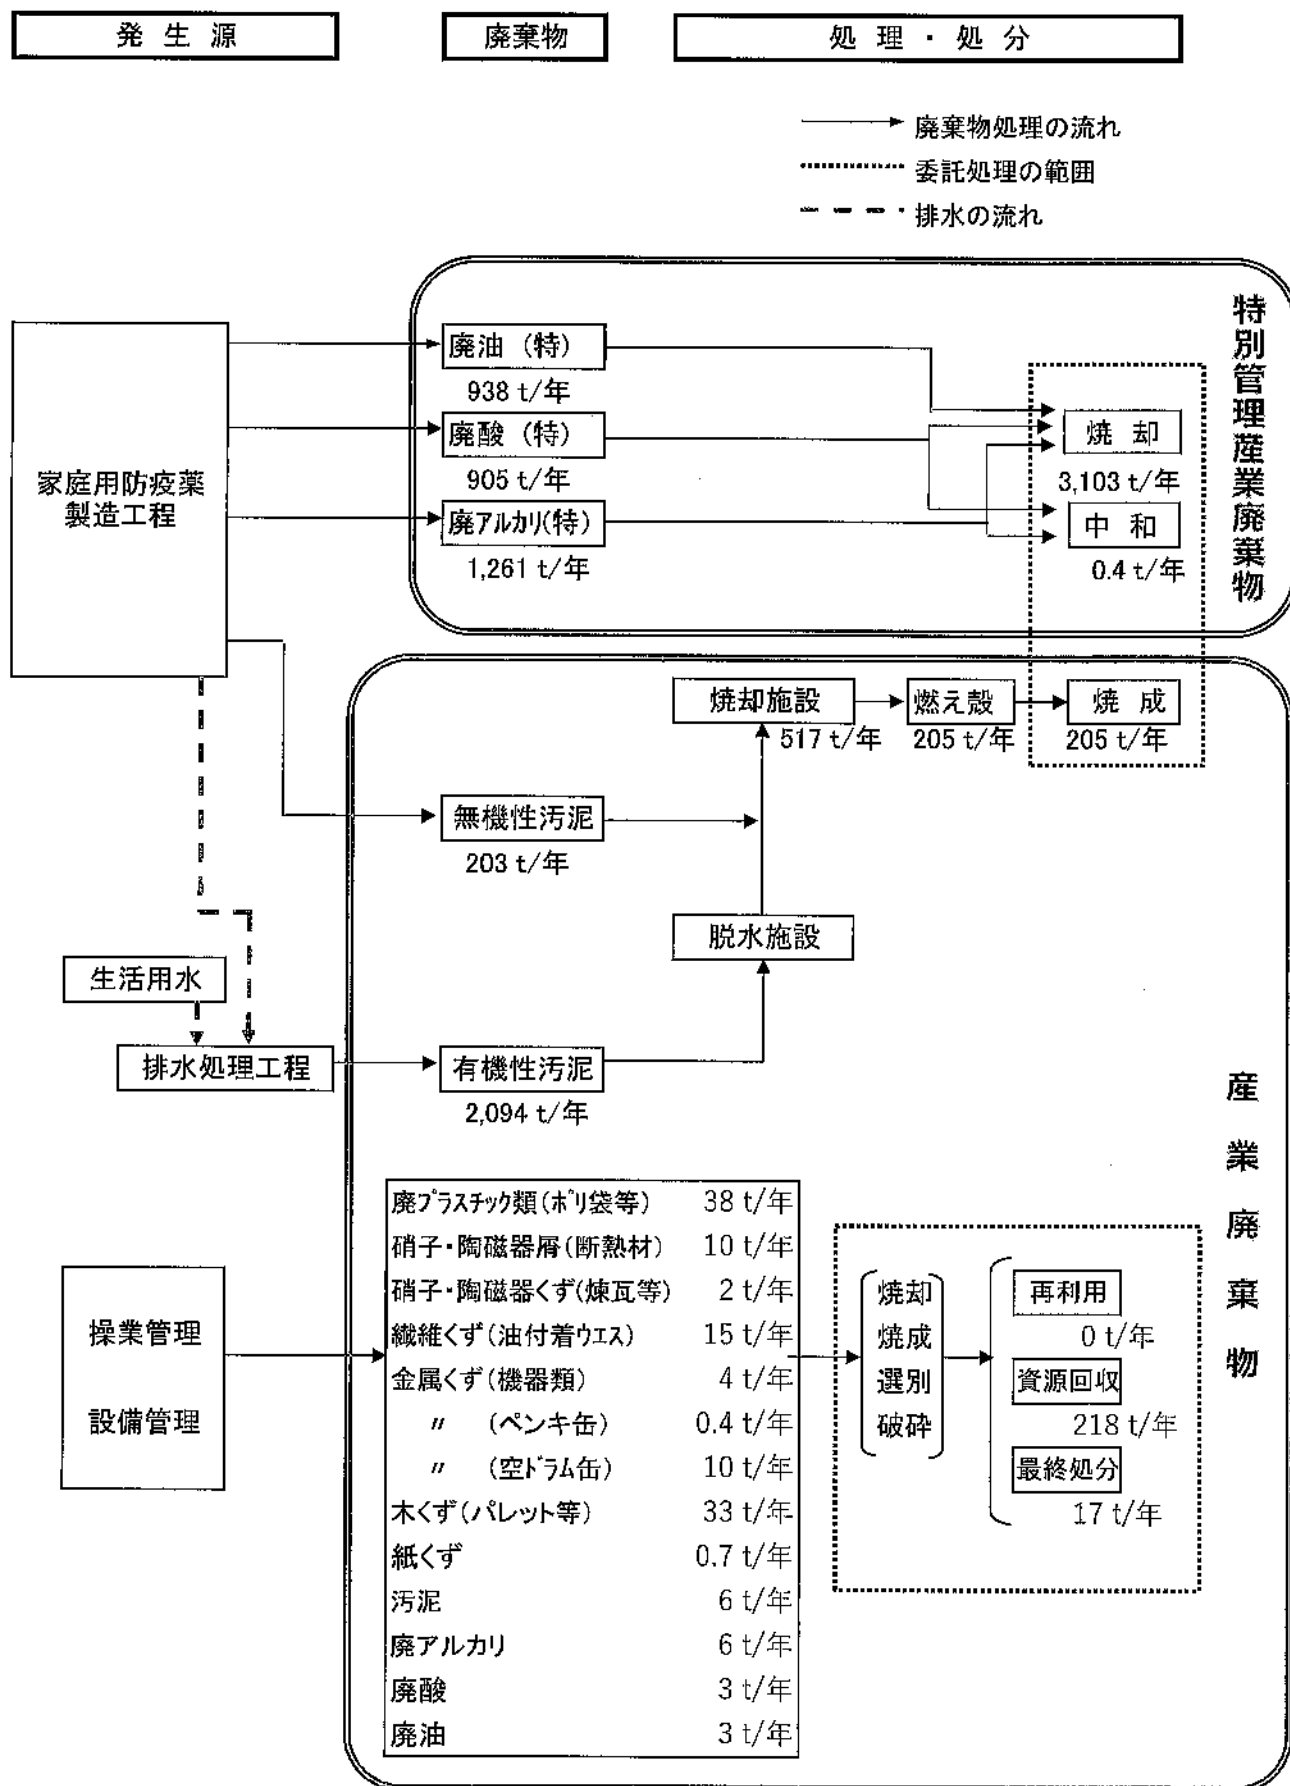 発生源
廃棄物
処理・処分
廃棄物処理の流れ
委託処理の範囲
排水の流れ
特別管理産業廃棄物
家庭用防疫薬
製造工程
廃油(特)
938 t/年
廃酸(特)
905 t/年
廃アルカリ(特)
1,261 t/年
焼却
3,103 t/年
中和
0.4 t/年
産業廃棄物
焼却施設
517 t/年
燃え殻
205 t/年
焼成
205 t/年
無機性汚泥
203 t/年
脱水施設
生活用水
排水処理工程
有機性汚泥
2,094 t/年
操業管理
設備管理
廃プラスチック類(ポリ袋等) 38 t/年
硝子・陶磁器屑(断熱材) 10 t/年
硝子・陶磁器くず(煉瓦等) 2 t/年
繊維くず(油付着ウエス) 15 t/年
金属くず(機器類) 4 t/年
〃 (ペンキ缶) 0.4 t/年
〃 (空ドラム缶) 10 t/年
木くず(パレット等) 33 t/年
紙くず 0.7 t/年
汚泥 6 t/年
廃アルカリ 6 t/年
廃酸 3 t/年
廃油 3 t/年
焼却
焼成
選別
破砕
再利用
0 t/年
資源回収
218 t/年
最終処分
17 t/年